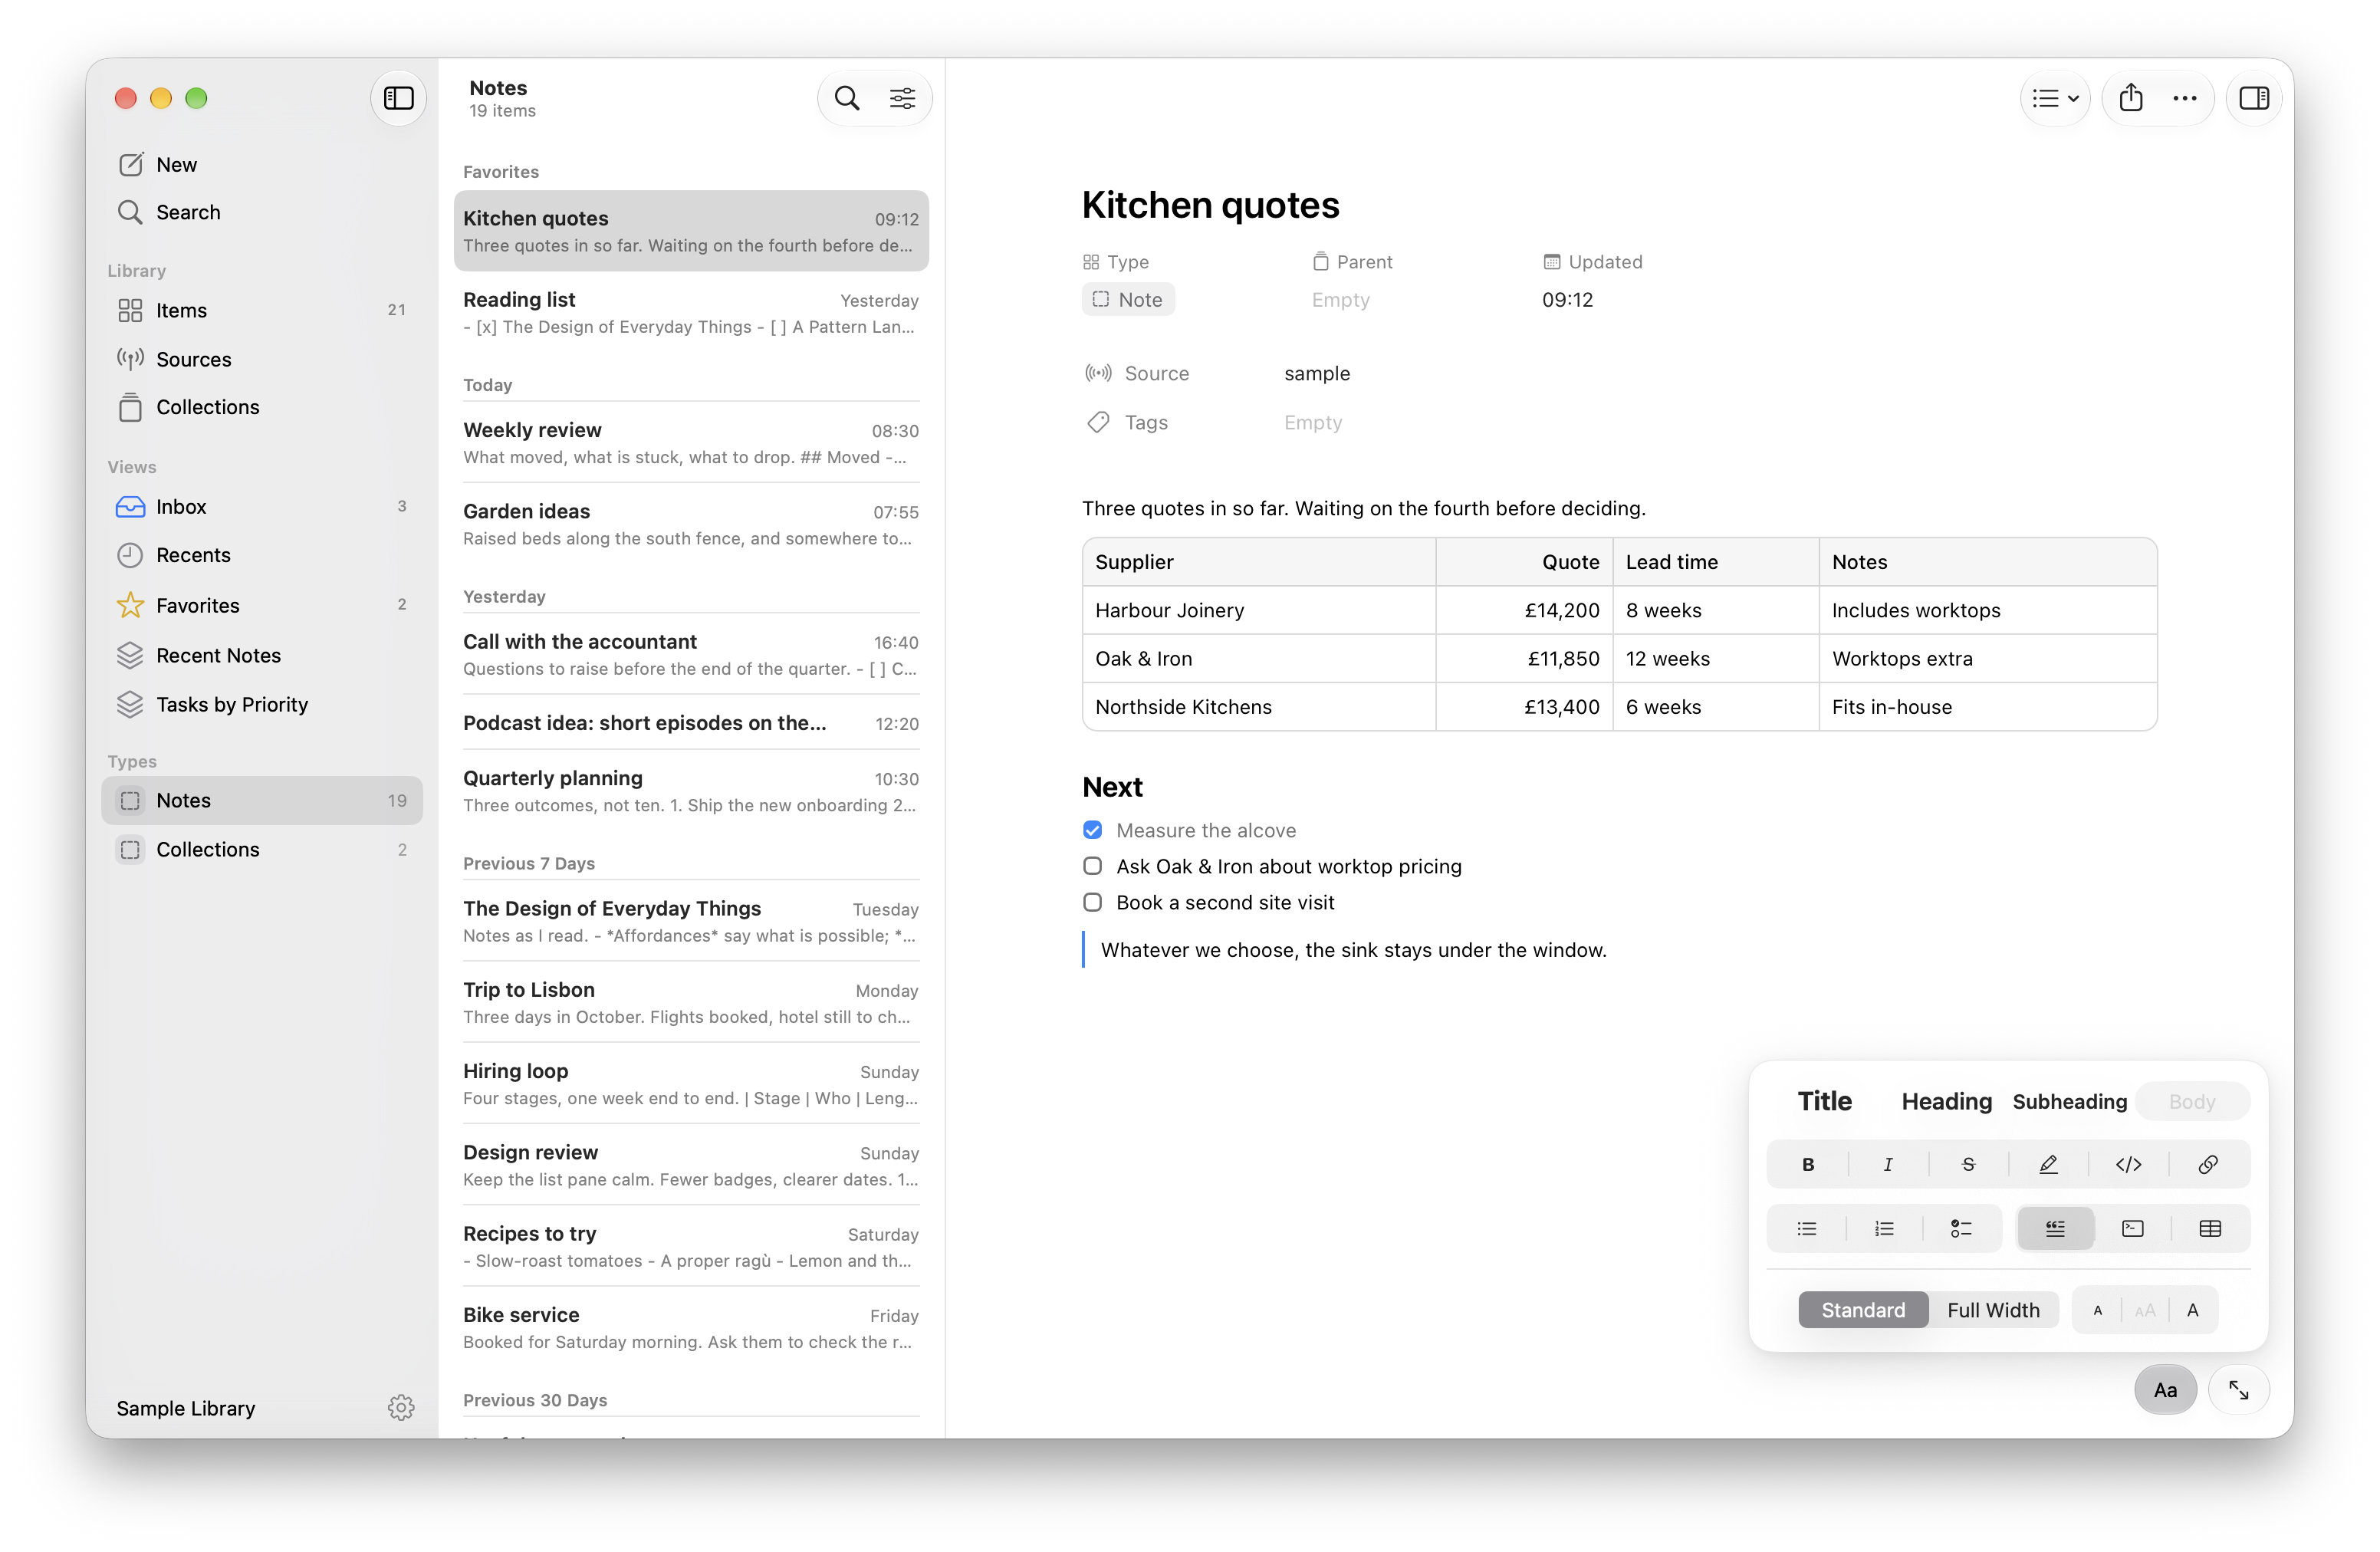 New
Search
Library
Items 21
Sources
Collections
Views
Inbox 3
Recents
Favorites 2
Recent Notes
Tasks by Priority
Types
Notes 19
Collections 2
Sample Library
Notes
19 items
Favorites
Kitchen quotes 09:12
Three quotes in so far. Waiting on the fourth before de...
Reading list Yesterday
- [x] The Design of Everyday Things - [ ] A Pattern Lan...
Today
Weekly review 08:30
What moved, what is stuck, what to drop. ## Moved -...
Garden ideas 07:55
Raised beds along the south fence, and somewhere to...
Yesterday
Call with the accountant 16:40
Questions to raise before the end of the quarter. - [ ] C...
Podcast idea: short episodes on the... 12:20
Quarterly planning 10:30
Three outcomes, not ten. 1. Ship the new onboarding 2...
Previous 7 Days
The Design of Everyday Things Tuesday
Notes as I read. - *Affordances* say what is possible; *...
Trip to Lisbon Monday
Three days in October. Flights booked, hotel still to ch...
Hiring loop Sunday
Four stages, one week end to end. | Stage | Who | Leng...
Design review Sunday
Keep the list pane calm. Fewer badges, clearer dates. 1...
Recipes to try Saturday
- Slow-roast tomatoes - A proper ragù - Lemon and th...
Bike service Friday
Booked for Saturday morning. Ask them to check the r...
Previous 30 Days
Kitchen quotes
Type Parent Updated
Note Empty 09:12
Source sample
Tags Empty
Three quotes in so far. Waiting on the fourth before deciding.
Supplier Quote Lead time Notes
Harbour Joinery £14,200 8 weeks Includes worktops
Oak & Iron £11,850 12 weeks Worktops extra
Northside Kitchens £13,400 6 weeks Fits in-house
Next
Measure the alcove
Ask Oak & Iron about worktop pricing
Book a second site visit
Whatever we choose, the sink stays under the window.
Title Heading Subheading Body
B I S </>
Standard Full Width A AA A
Aa